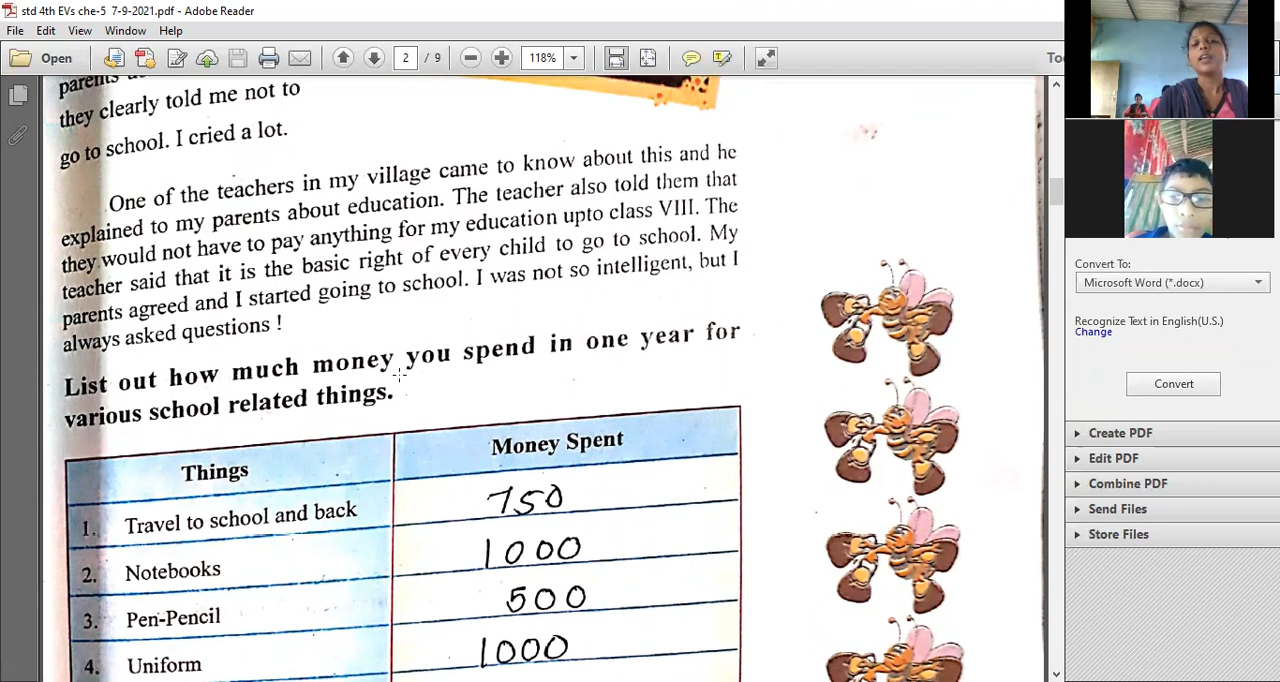 std 4th EVs che-5 7-9-2021.pdf - Adobe Reader
File Edit View Window Help
Open 2 / 9 118% To
parents
they clearly told me not to
go to school. I cried a lot.
One of the teachers in my village came to know about this and he
explained to my parents about education. The teacher also told them that
they would not have to pay anything for my education upto class VIII. The
teacher said that it is the basic right of every child to go to school. My
parents agreed and I started going to school. I was not so intelligent, but I
always asked questions !
List out how much money you spend in one year for
various school related things.
Things Money Spent
1. Travel to school and back 750
2. Notebooks 1000
3. Pen-Pencil 500
4. Uniform 1000
Convert To:
Microsoft Word (*.docx)
Recognize Text in English(U.S.)
Change
Convert
Create PDF
Edit PDF
Combine PDF
Send Files
Store Files